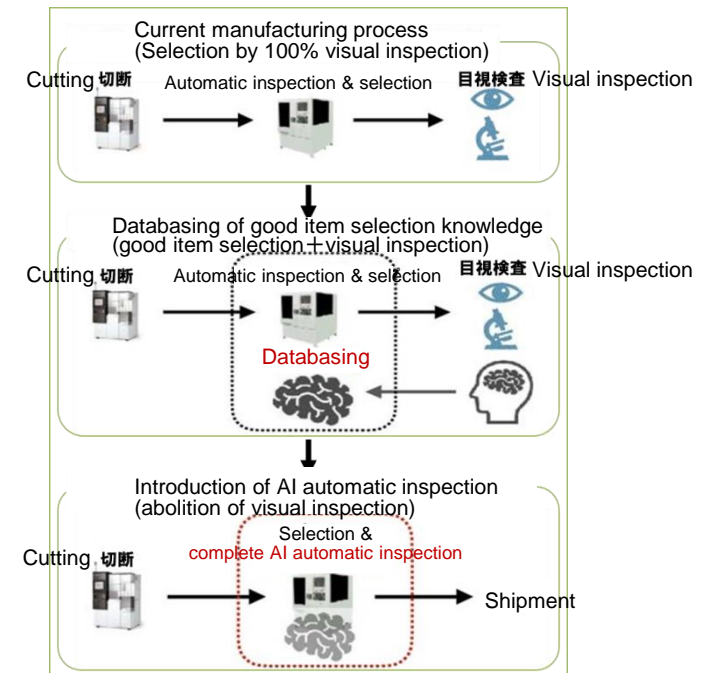 Current manufacturing process
(Selection by 100% visual inspection)
Cutting 切断
Automatic inspection & selection
目視検査 Visual inspection
Databasing of good item selection knowledge
(good item selection＋visual inspection)
Cutting 切断
Automatic inspection & selection
目視検査 Visual inspection
Databasing
Introduction of AI automatic inspection
(abolition of visual inspection)
Selection &
complete AI automatic inspection
Cutting 切断
Shipment